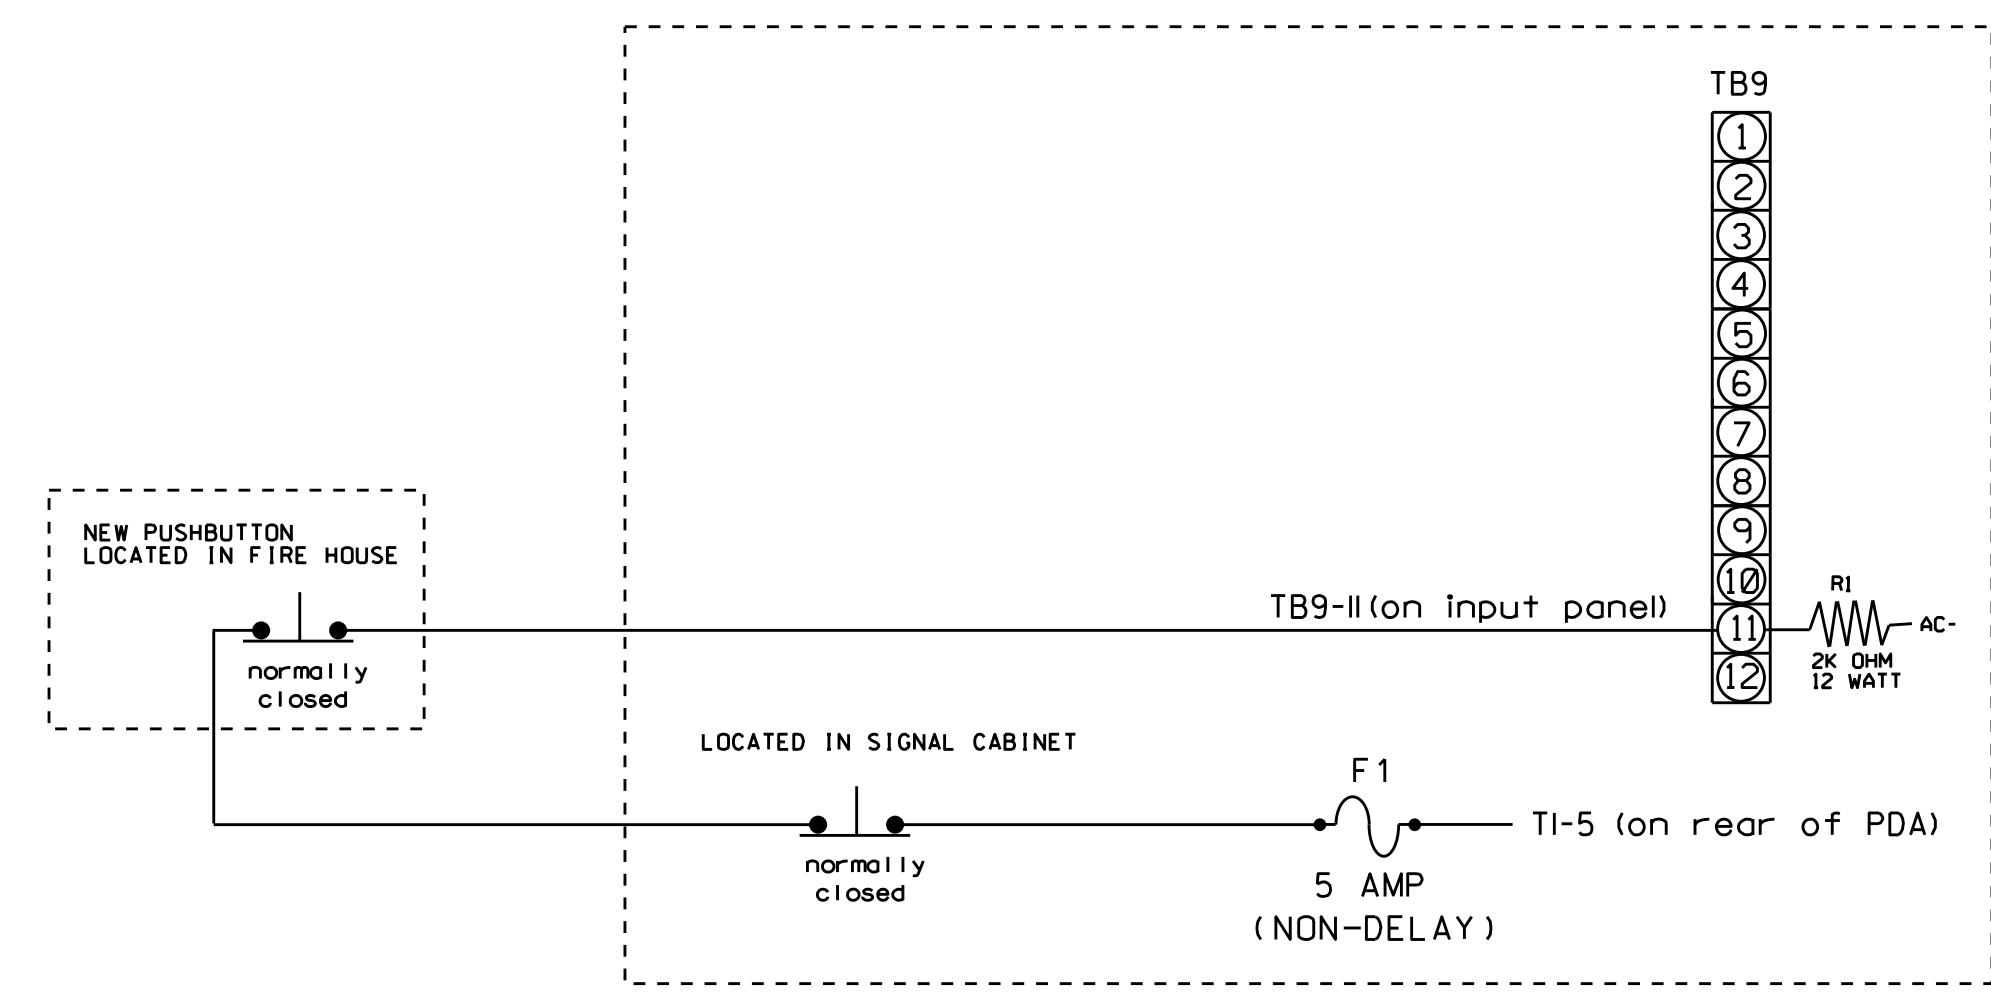 TB9
1
2
3
4
5
6
7
8
9
10
11
12
NEW PUSHBUTTON
LOCATED IN FIRE HOUSE
normally
closed
TB9-11(on input panel)
R1
AC-
2K OHM
12 WATT
LOCATED IN SIGNAL CABINET
normally
closed
F1
T1-5 (on rear of PDA)
5 AMP
(NON-DELAY)